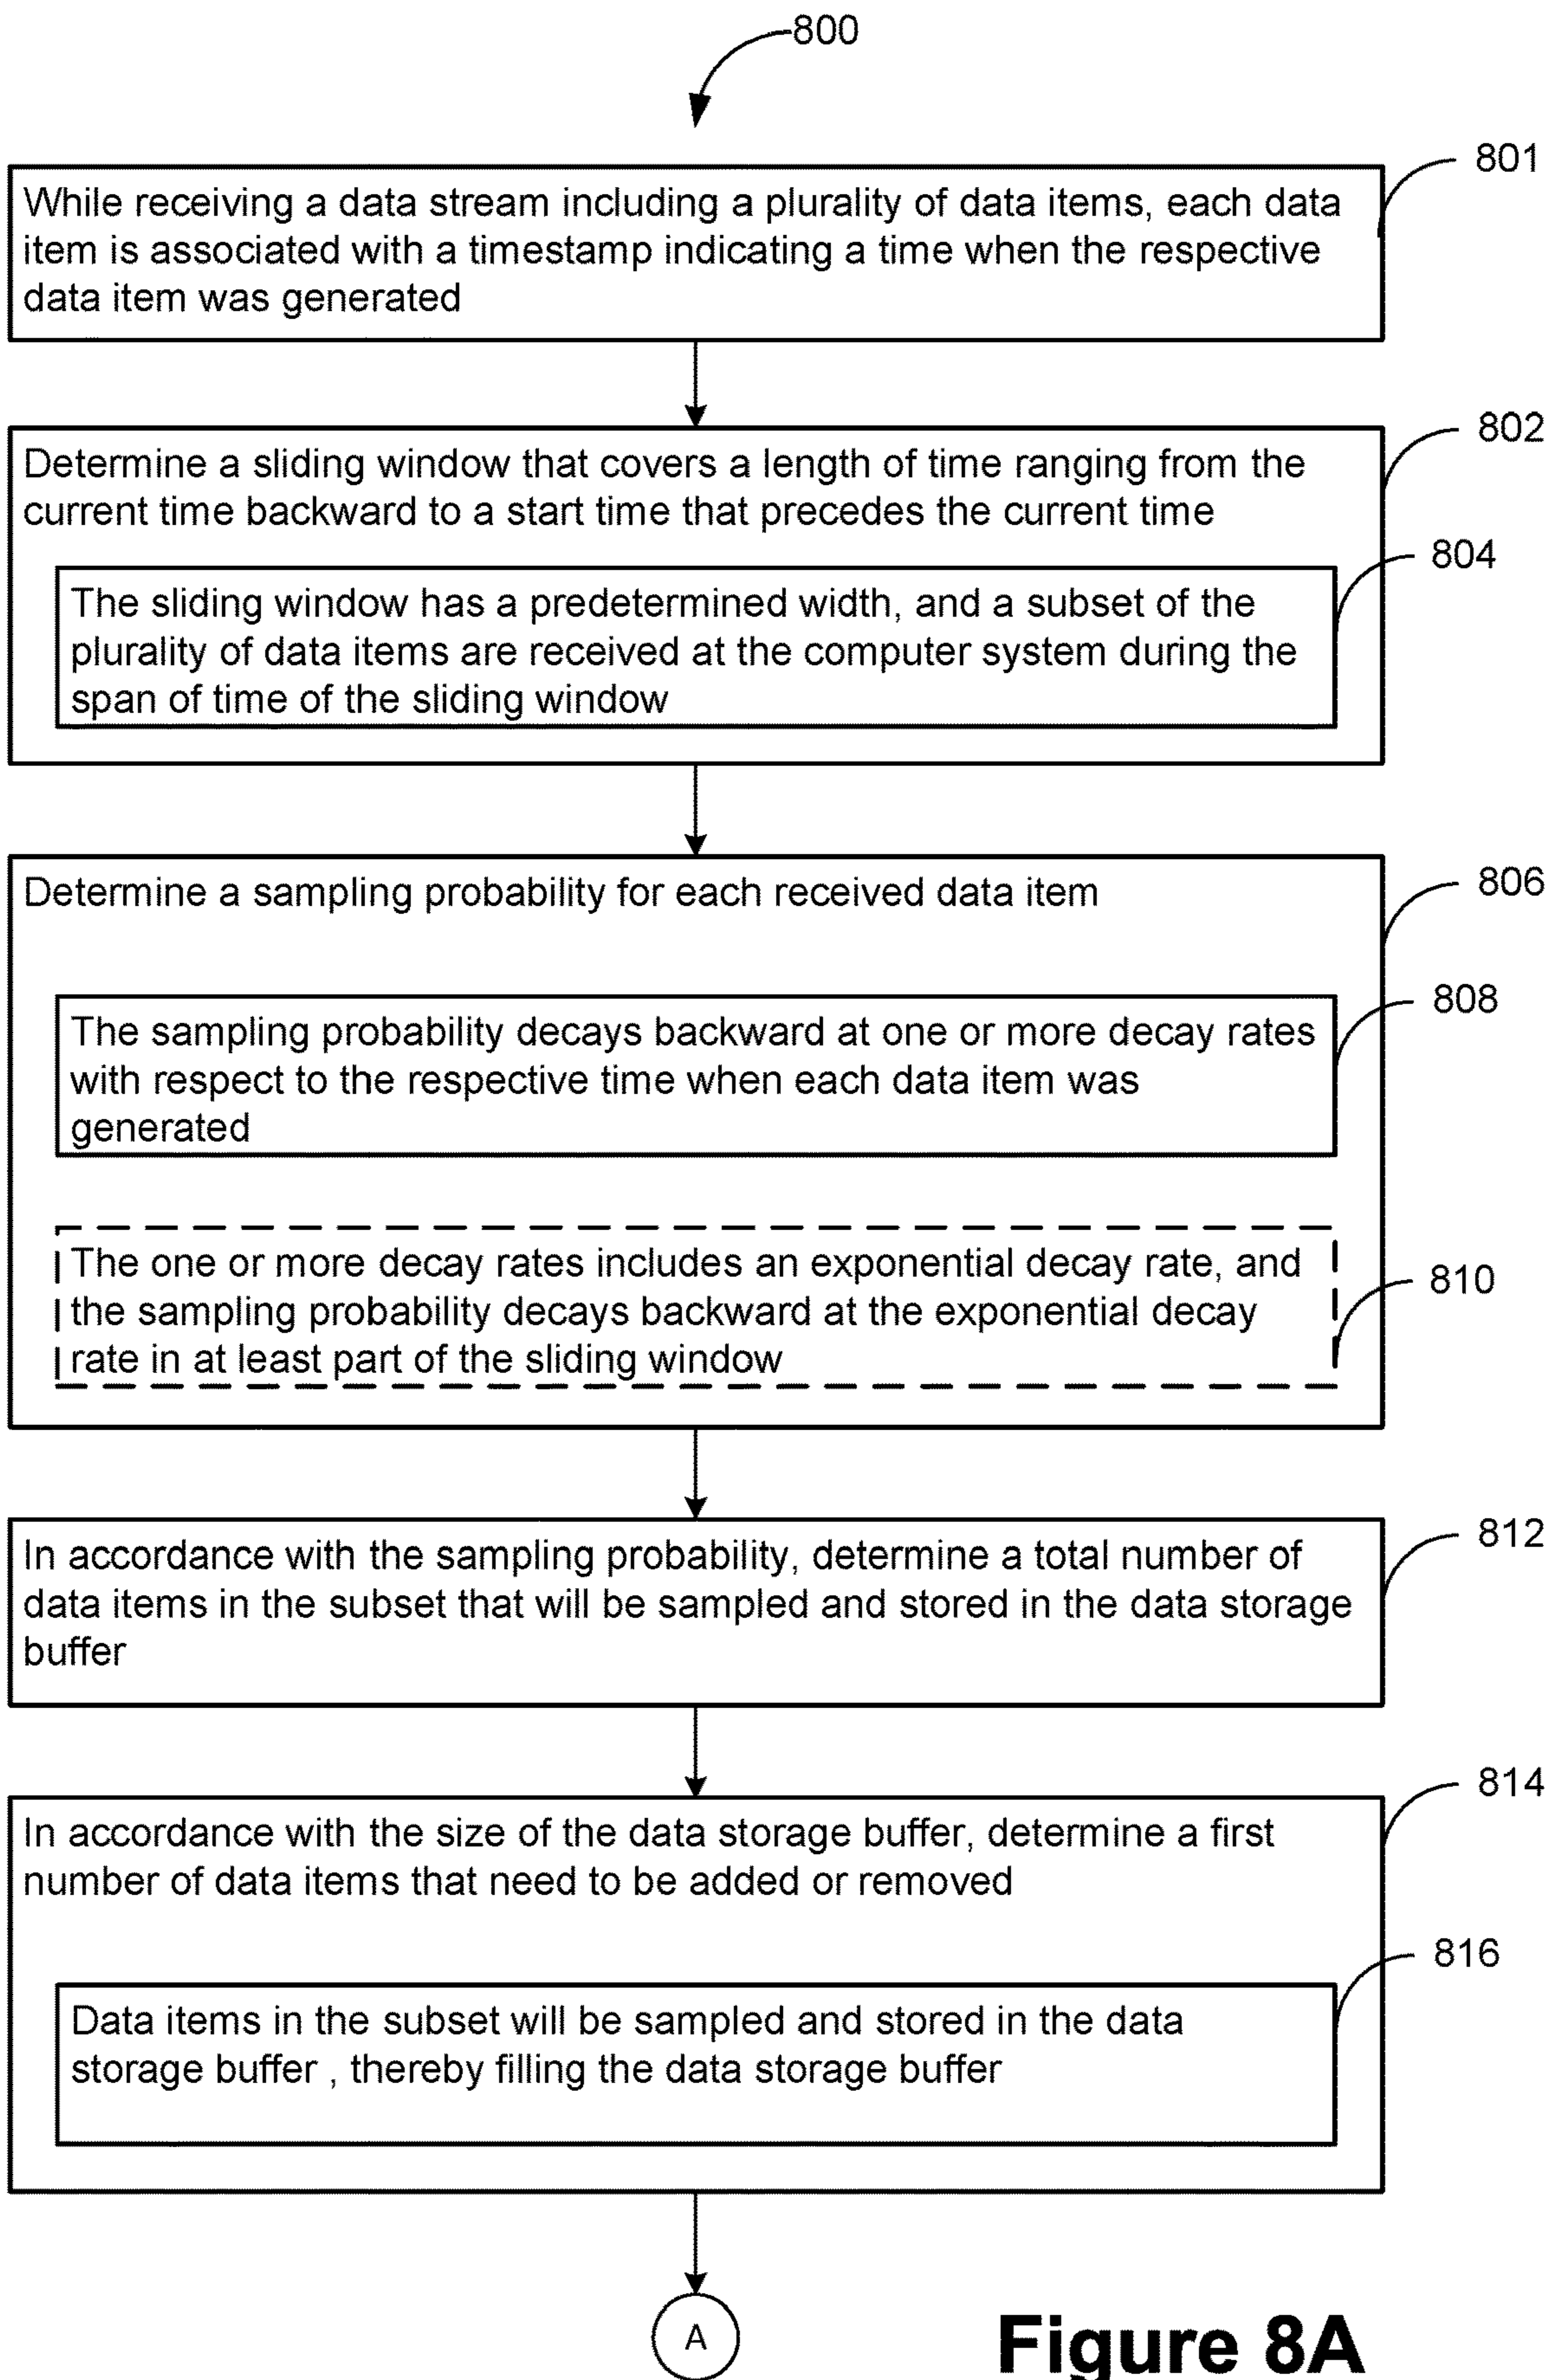 800
801
While receiving a data stream including a plurality of data items, each data
item is associated with a timestamp indicating a time when the respective
data item was generated
802
Determine a sliding window that covers a length of time ranging from the
current time backward to a start time that precedes the current time
804
The sliding window has a predetermined width, and a subset of the
plurality of data items are received at the computer system during the
span of time of the sliding window
806
Determine a sampling probability for each received data item
808
The sampling probability decays backward at one or more decay rates
with respect to the respective time when each data item was
generated
810
The one or more decay rates includes an exponential decay rate, and
the sampling probability decays backward at the exponential decay
rate in at least part of the sliding window
812
In accordance with the sampling probability, determine a total number of
data items in the subset that will be sampled and stored in the data storage
buffer
814
In accordance with the size of the data storage buffer, determine a first
number of data items that need to be added or removed
816
Data items in the subset will be sampled and stored in the data
storage buffer , thereby filling the data storage buffer
A
Figure 8A